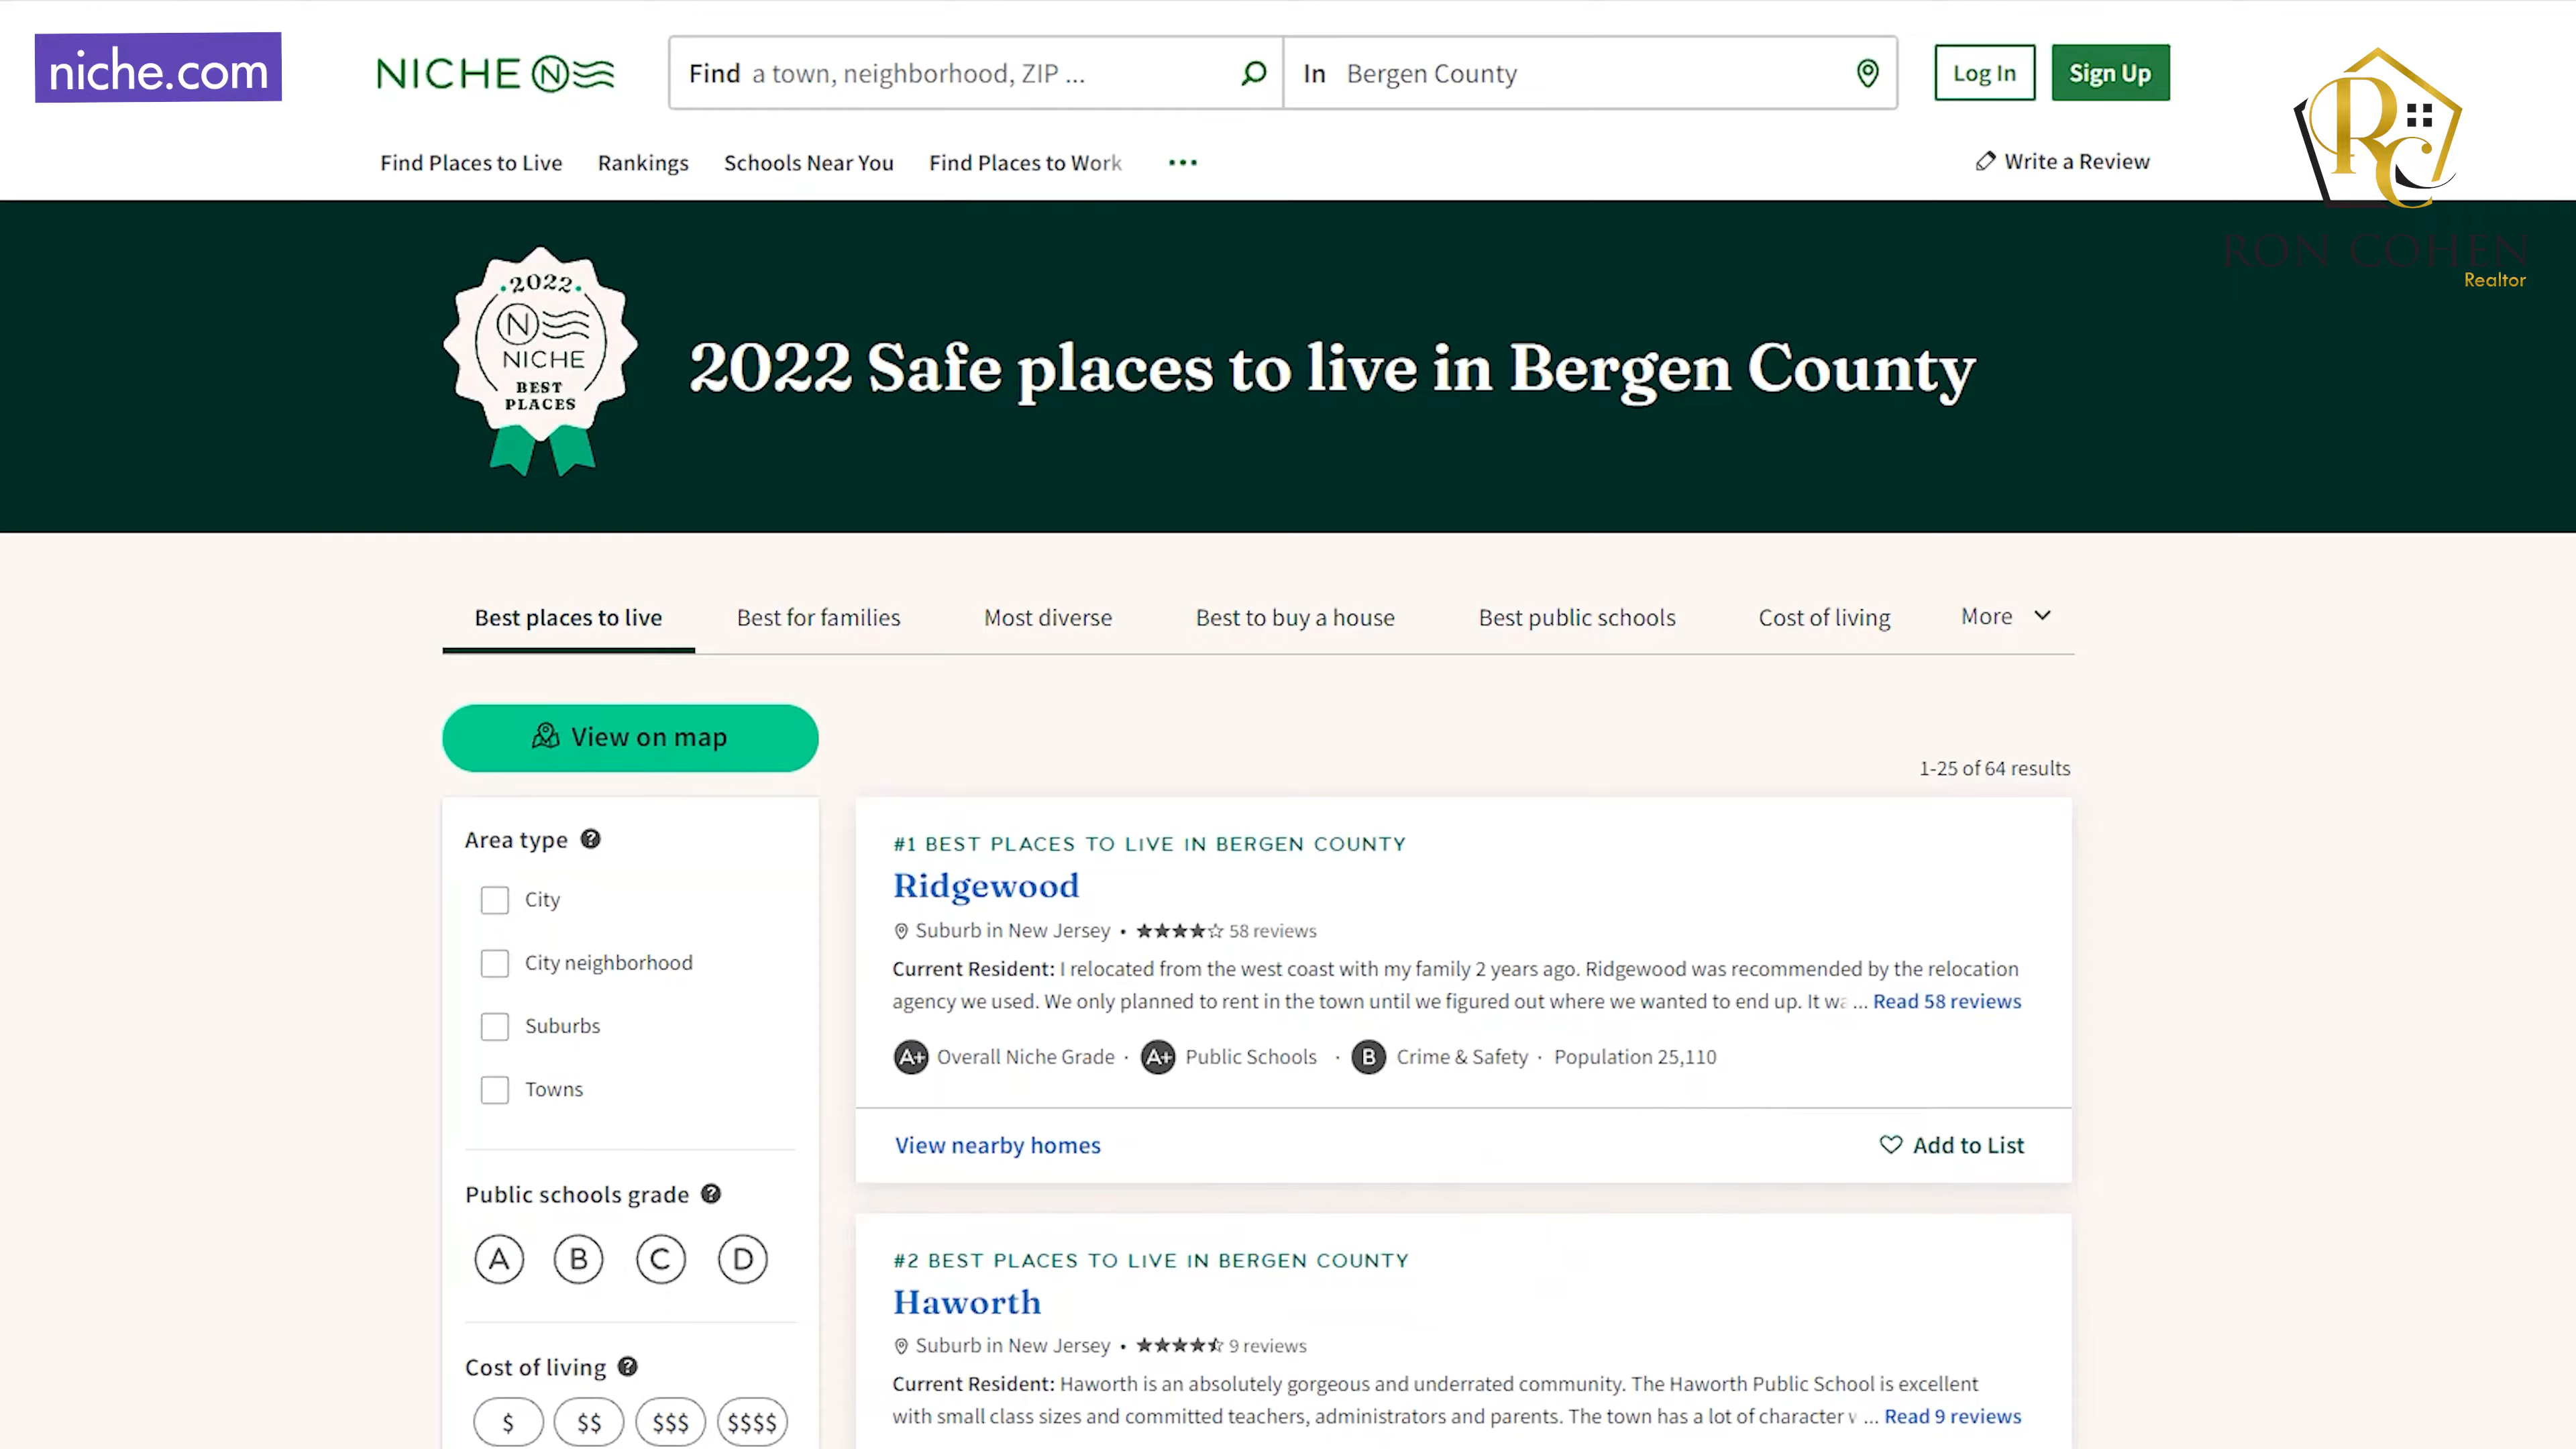 niche.com
NICHE N
Find a town, neighborhood, ZIP ...
In Bergen County
Log In
Sign Up
Find Places to Live
Rankings
Schools Near You
Find Places to Work
Write a Review
RC
RON COHEN
Realtor
2022
N
NICHE
BEST
PLACES
2022 Safe places to live in Bergen County
Best places to live
Best for families
Most diverse
Best to buy a house
Best public schools
Cost of living
More
View on map
1-25 of 64 results
Area type ?
City
City neighborhood
Suburbs
Towns
Public schools grade ?
A B C D
Cost of living ?
$ $$ $$$ $$$$
#1 BEST PLACES TO LIVE IN BERGEN COUNTY
Ridgewood
Suburb in New Jersey • ★★★★☆ 58 reviews
Current Resident: I relocated from the west coast with my family 2 years ago. Ridgewood was recommended by the relocation
agency we used. We only planned to rent in the town until we figured out where we wanted to end up. It wa ... Read 58 reviews
A+ Overall Niche Grade · A+ Public Schools · B Crime & Safety · Population 25,110
View nearby homes
Add to List
#2 BEST PLACES TO LIVE IN BERGEN COUNTY
Haworth
Suburb in New Jersey • 9 reviews
Current Resident: Haworth is an absolutely gorgeous and underrated community. The Haworth Public School is excellent
with small class sizes and committed teachers, administrators and parents. The town has a lot of character ... Read 9 reviews